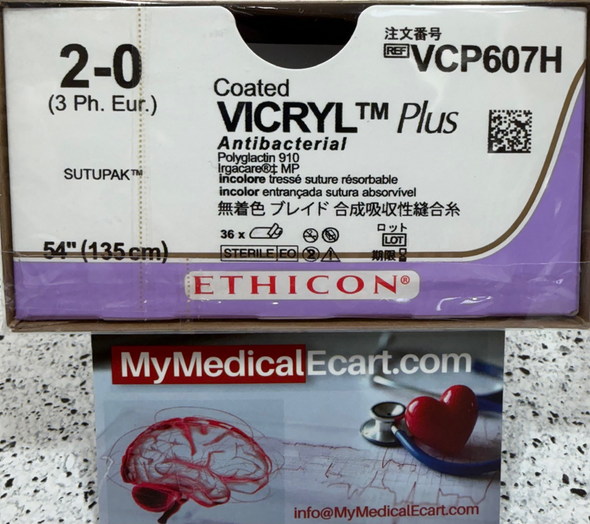 2-0
(3 Ph. Eur.)
SUTUPAK™
54" (135 cm)
注文番号
REF VCP607H
Coated
VICRYL™ Plus
Antibacterial
Polyglactin 910
Irgacare®‡ MP
incolore tressé suture résorbable
incolor entrançada sutura absorvível
無着色 ブレイド 合成吸収性縫合糸
36 x
STERILE EO
ロット
LOT
期限
ETHICON®
MyMedicalEcart.com
info@MyMedicalEcart.com